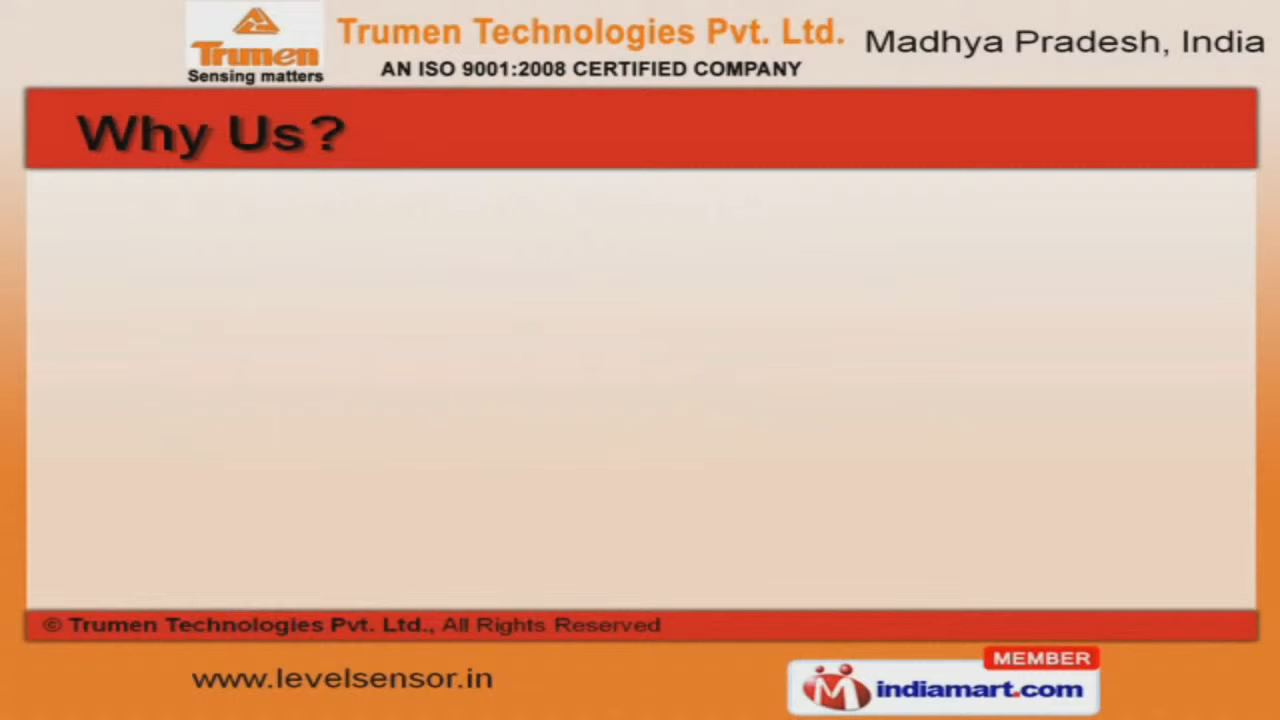 Trumen
Sensing matters
Trumen Technologies Pvt. Ltd.
AN ISO 9001:2008 CERTIFIED COMPANY
Madhya Pradesh, India
Why Us?
© Trumen Technologies Pvt. Ltd., All Rights Reserved
www.levelsensor.in
MEMBER
indiamart.com